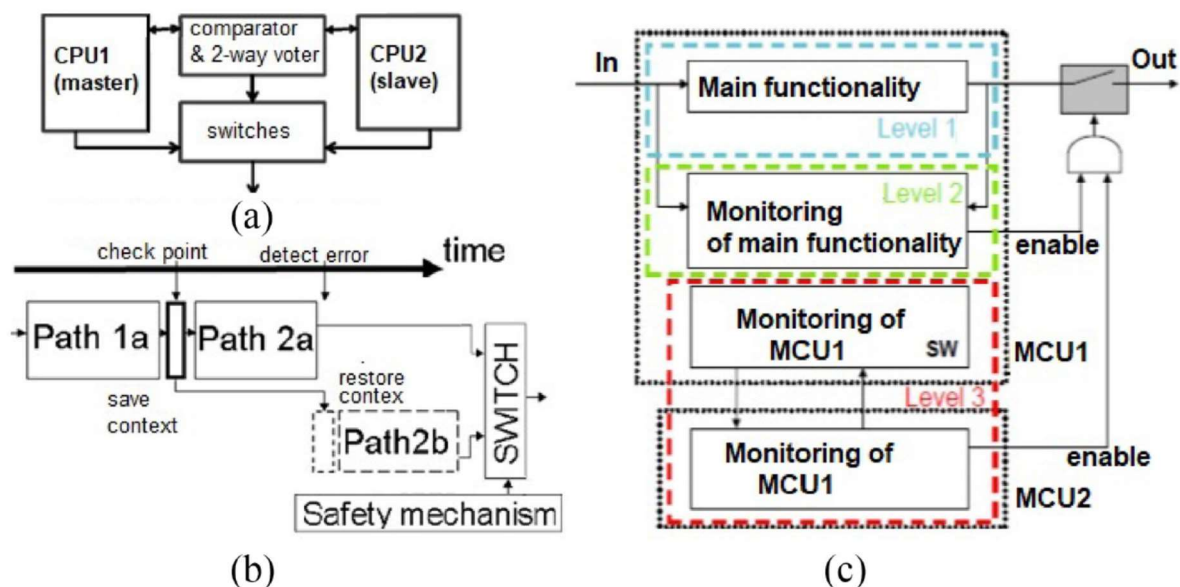 CPU1
(master)
comparator
& 2-way voter
CPU2
(slave)
switches
(a)
check point
detect error
time
Path 1a
Path 2a
save
context
restore
contex
Path2b
SWITCH
Safety mechanism
(b)
In
Main functionality
Out
Level 1
Level 2
Monitoring
of main functionality
enable
Monitoring of
MCU1
SW
MCU1
Level 3
Monitoring of
MCU1
enable
MCU2
(c)